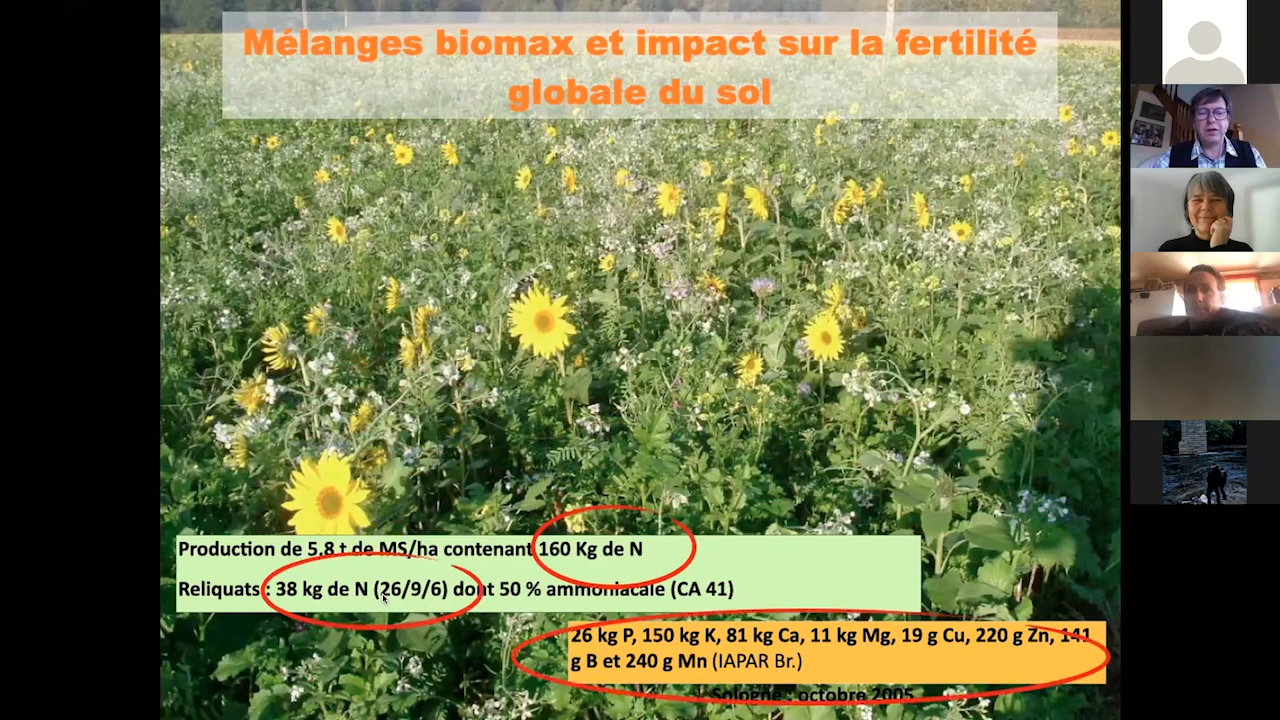 Mélanges biomax et impact sur la fertilité
globale du sol
Production de 5.8 t de MS/ha contenant 160 Kg de N
Reliquats : 38 kg de N (26/9/6) dont 50 % ammoniacale (CA 41)
26 kg P, 150 kg K, 81 kg Ca, 11 kg Mg, 19 g Cu, 220 g Zn, 141
g B et 240 g Mn (IAPAR Br.)
Sologne : octobre 2005